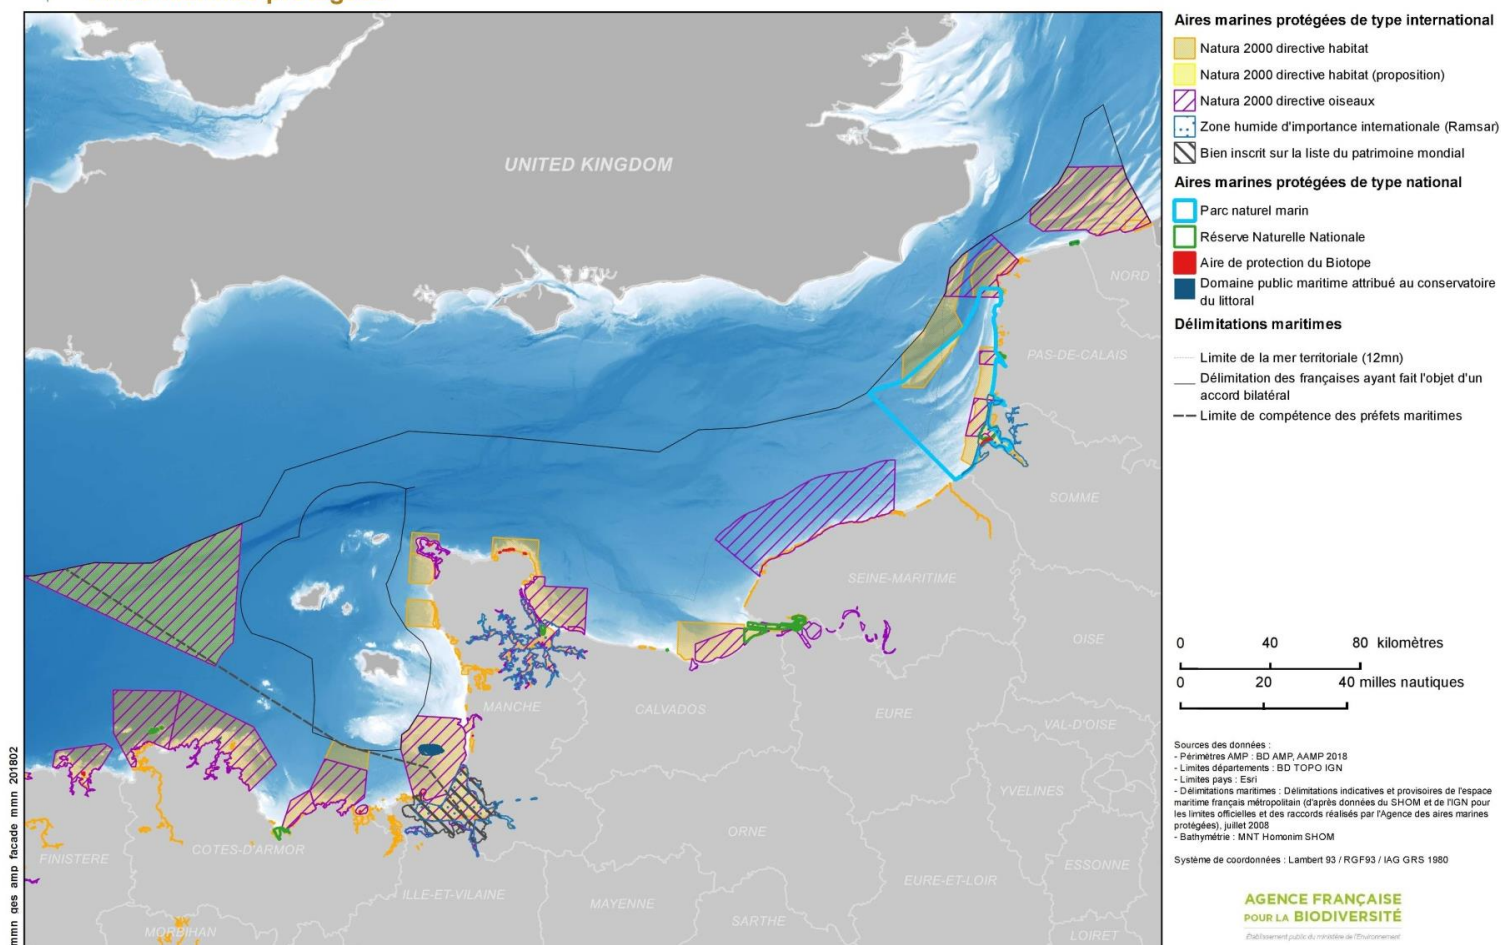 UNITED KINGDOM
NORD
PAS-DE-CALAIS
SOMME
SEINE-MARITIME
OISE
MANCHE
CALVADOS
EURE
VAL-D'OISE
YVELINES
ORNE
ESSONNE
FINISTERE
COTES-D'ARMOR
ILLE-ET-VILAINE
EURE-ET-LOIR
MAYENNE
SARTHE
MORBIHAN
LOIRET
mmn_ges_amp_facade_mmn_201802
Aires marines protégées de type international
Natura 2000 directive habitat
Natura 2000 directive habitat (proposition)
Natura 2000 directive oiseaux
Zone humide d'importance internationale (Ramsar)
Bien inscrit sur la liste du patrimoine mondial
Aires marines protégées de type national
Parc naturel marin
Réserve Naturelle Nationale
Aire de protection du Biotope
Domaine public maritime attribué au conservatoire
du littoral
Délimitations maritimes
Limite de la mer territoriale (12mn)
Délimitation des françaises ayant fait l'objet d'un
accord bilatéral
Limite de compétence des préfets maritimes
0 40 80 kilomètres
0 20 40 milles nautiques
Sources des données :
- Périmètres AMP : BD AMP, AAMP 2018
- Limites départements : BD TOPO IGN
- Limites pays : Esri
- Délimitations maritimes : Délimitations indicatives et provisoires de l'espace
maritime français métropolitain (d'après données du SHOM et de l'IGN pour
les limites officielles et des raccords réalisés par l'Agence des aires marines
protégées), juillet 2008
- Bathymétrie : MNT Homonim SHOM
Système de coordonnées : Lambert 93 / RGF93 / IAG GRS 1980
AGENCE FRANÇAISE
POUR LA BIODIVERSITÉ
Établissement public du ministère de l'Environnement